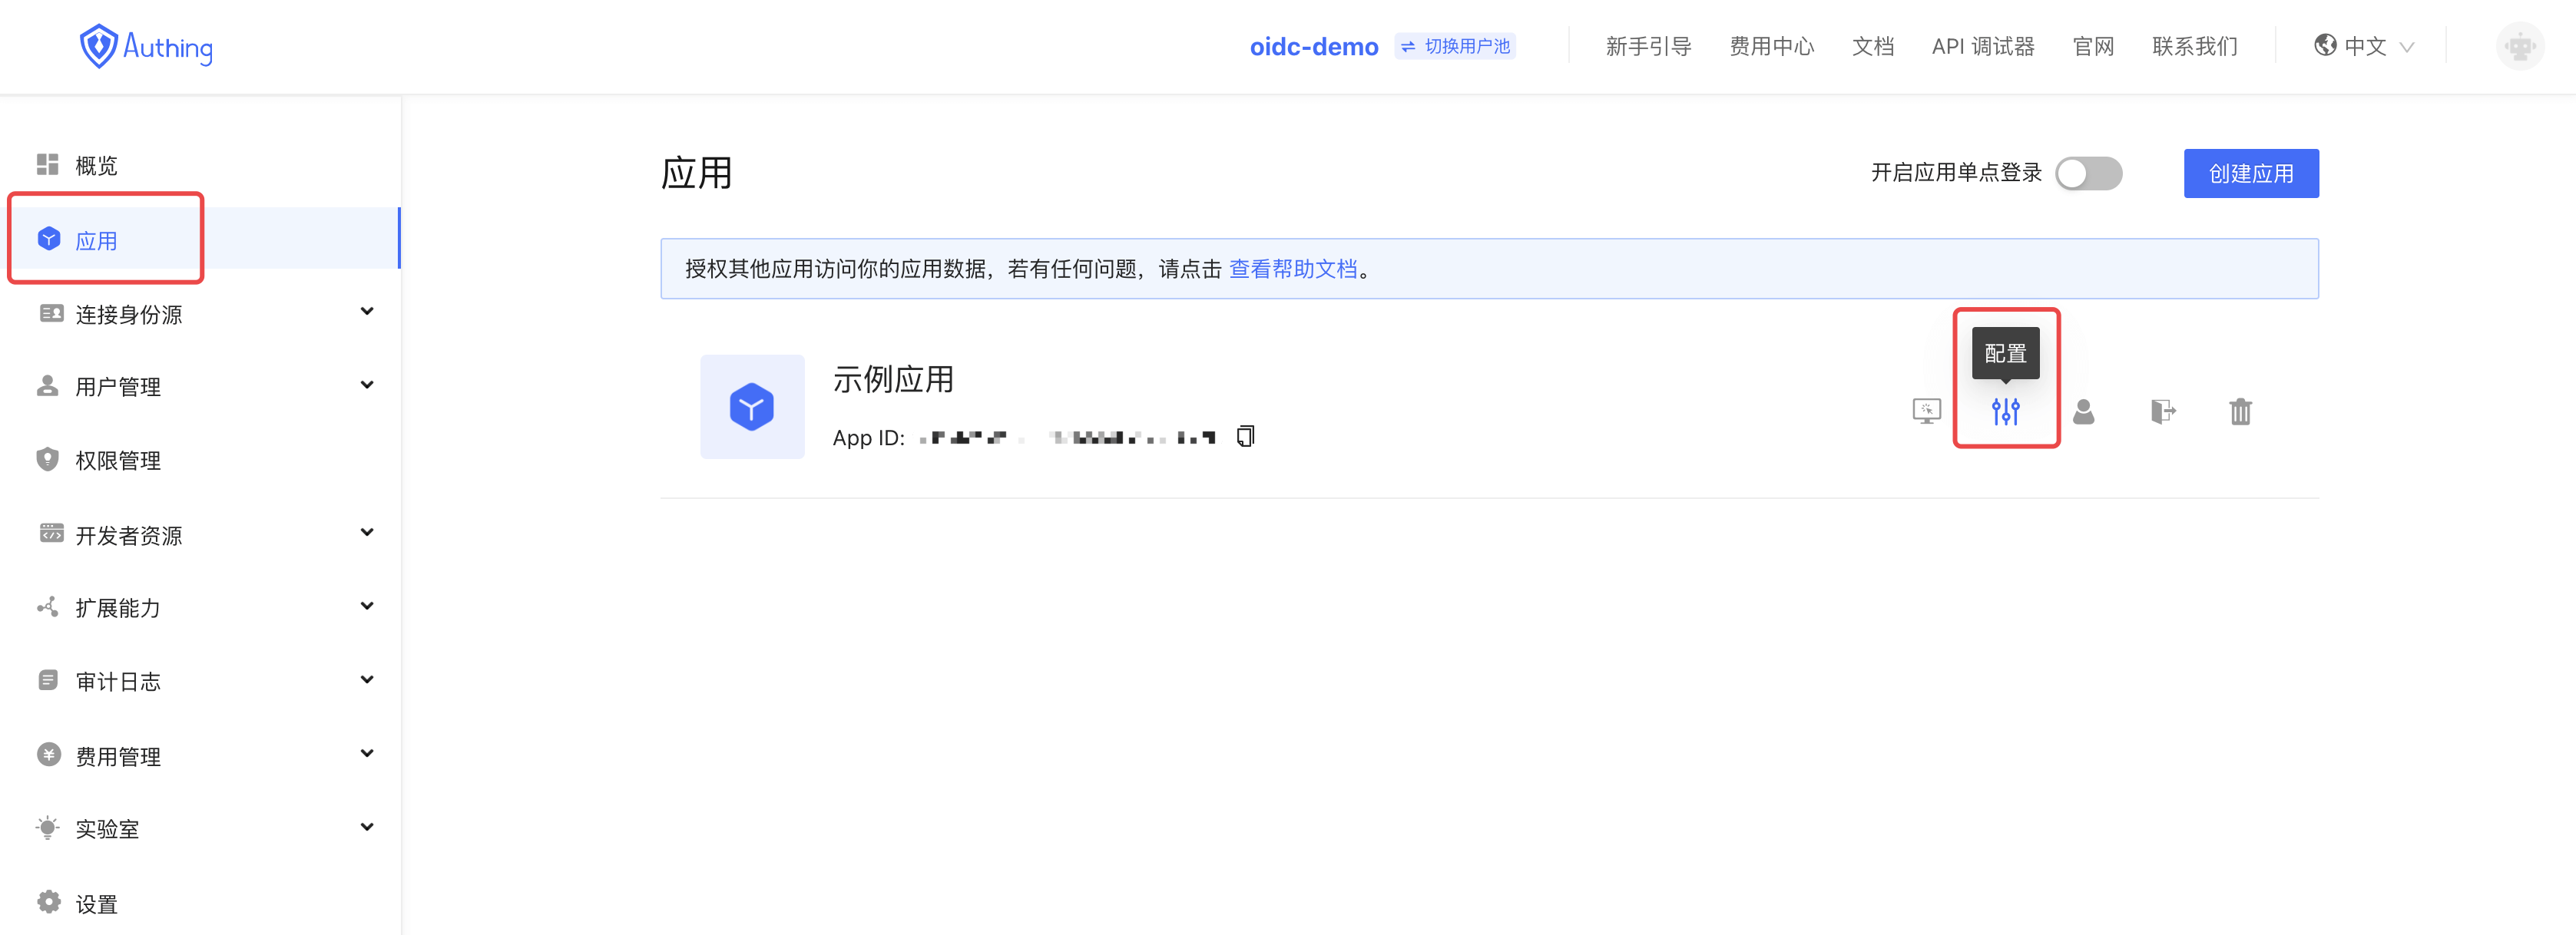 Authing
oidc-demo 切换用户池 新手引导 费用中心 文档 API 调试器 官网 联系我们 中文
概览
应用
连接身份源
用户管理
权限管理
开发者资源
扩展能力
审计日志
费用管理
实验室
设置
应用
开启应用单点登录 创建应用
授权其他应用访问你的应用数据，若有任何问题，请点击 查看帮助文档。
配置
示例应用
App ID: